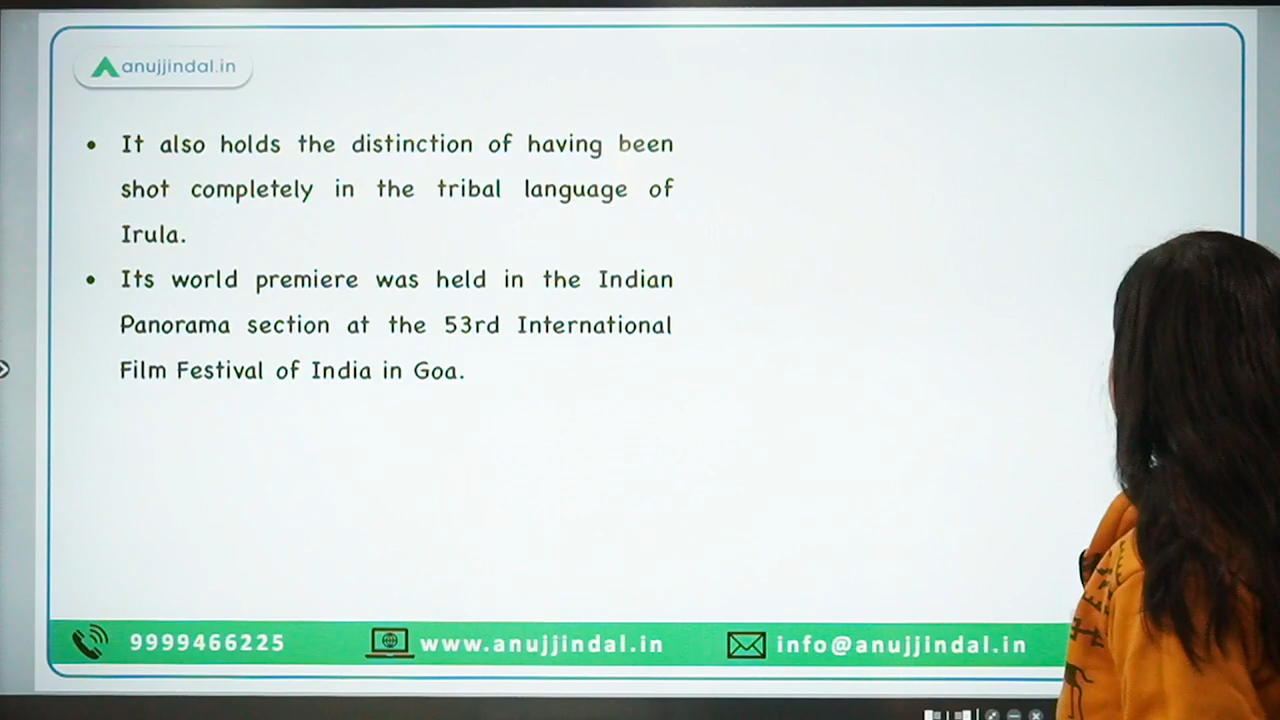 anujjindal.in
It also holds the distinction of having been
shot completely in the tribal language of
Irula.
Its world premiere was held in the Indian
Panorama section at the 53rd International
Film Festival of India in Goa.
9999466225 www.anujjindal.in info@anujjindal.in